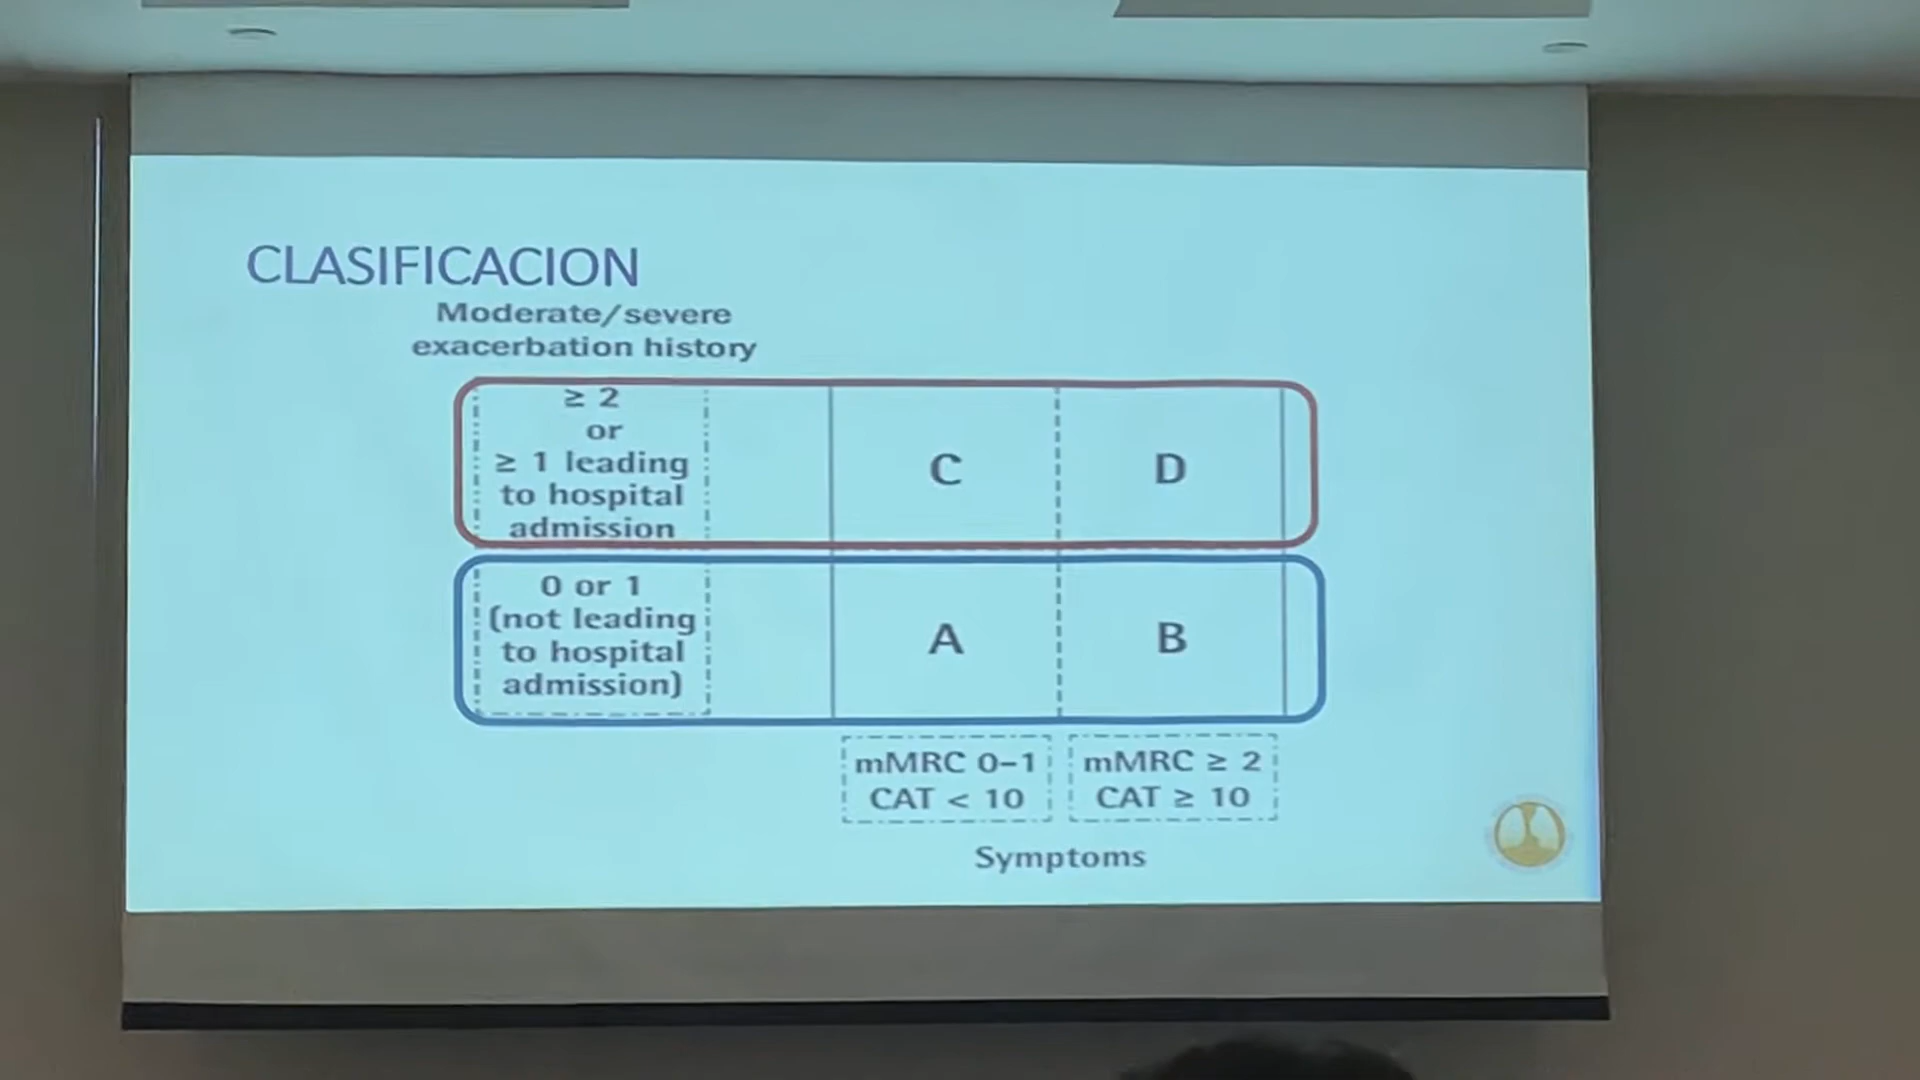 CLASIFICACION
Moderate/severe
exacerbation history
≥ 2
or
≥ 1 leading
to hospital
admission
C
D
0 or 1
(not leading
to hospital
admission)
A
B
mMRC 0–1
CAT < 10
mMRC ≥ 2
CAT ≥ 10
Symptoms